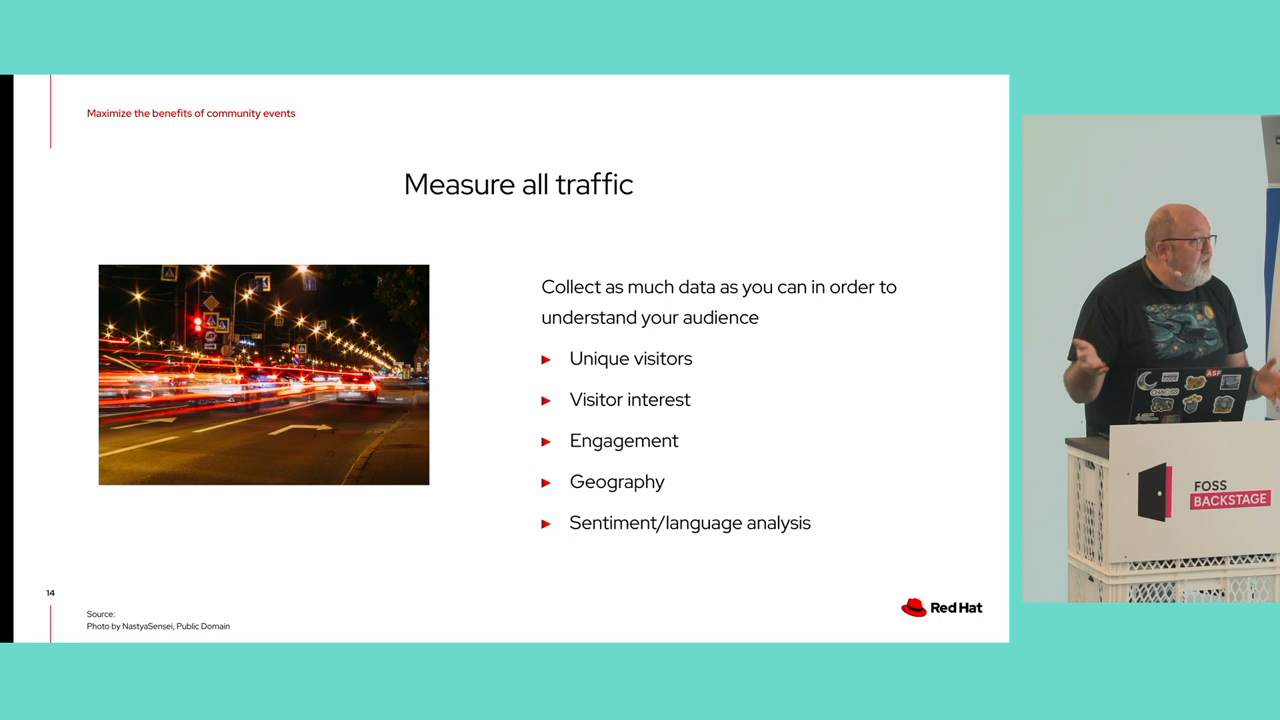 Maximize the benefits of community events
Measure all traffic
Collect as much data as you can in order to
understand your audience
► Unique visitors
► Visitor interest
► Engagement
► Geography
► Sentiment/language analysis
14
Source:
Photo by NastyaSensei, Public Domain
Red Hat
ASF
FOSS
BACKSTAGE